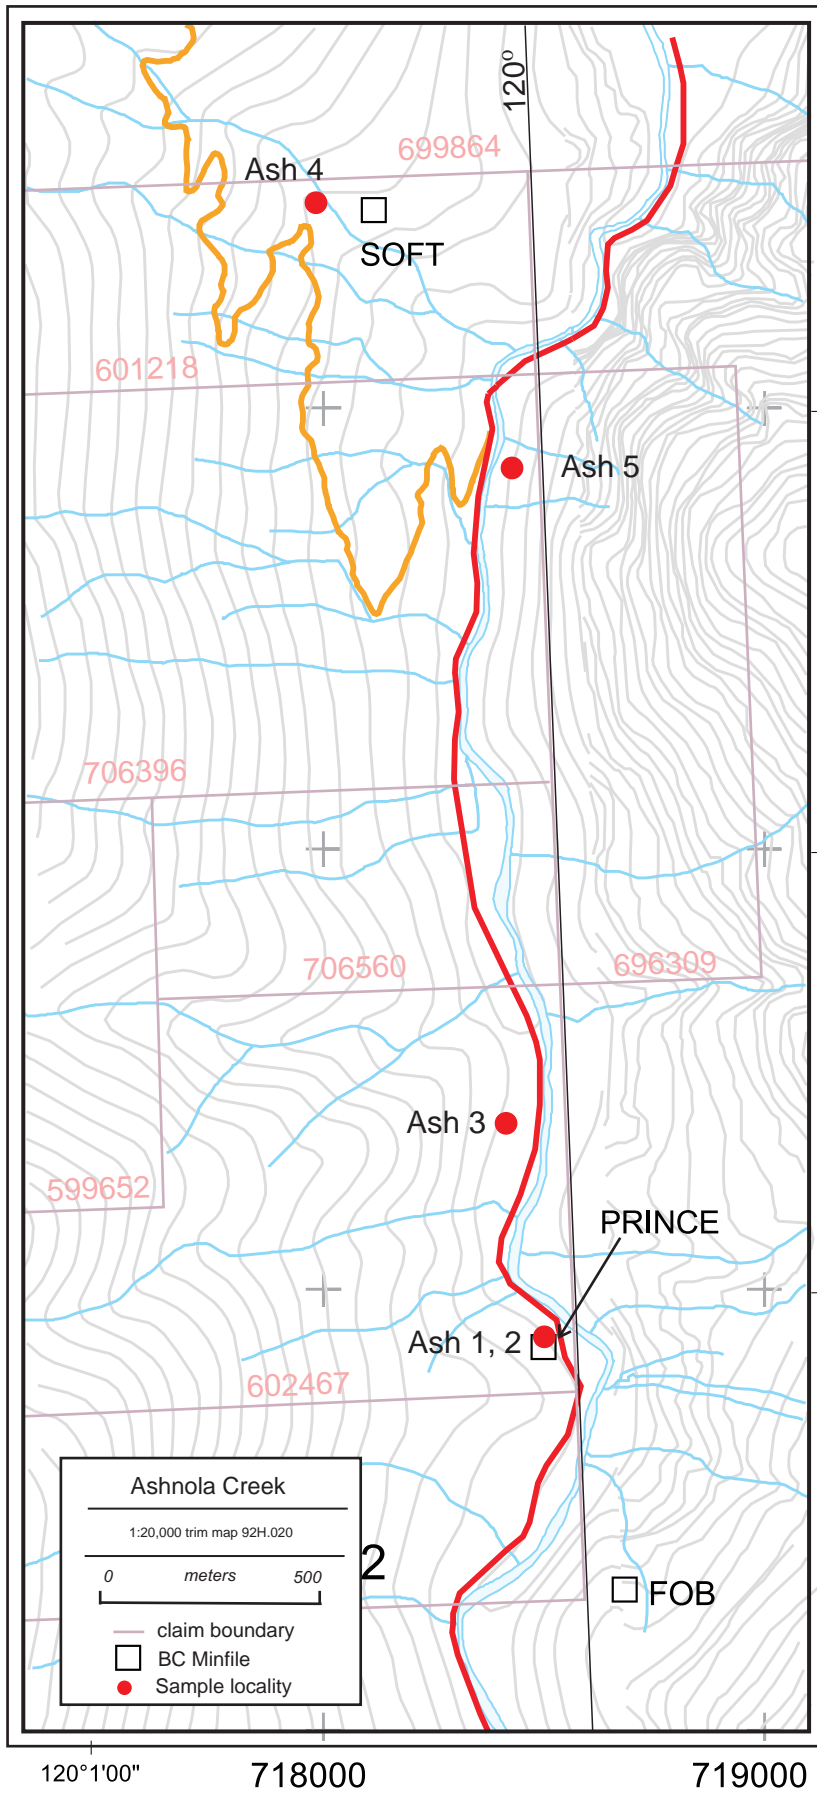 120°
699864
Ash 4
SOFT
601218
Ash 5
706396
706560
696309
Ash 3
599652
PRINCE
Ash 1, 2
602467
Ashnola Creek
1:20,000 trim map 92H.020
2
0 meters 500
FOB
claim boundary
BC Minfile
Sample locality
120°1'00"
718000
719000